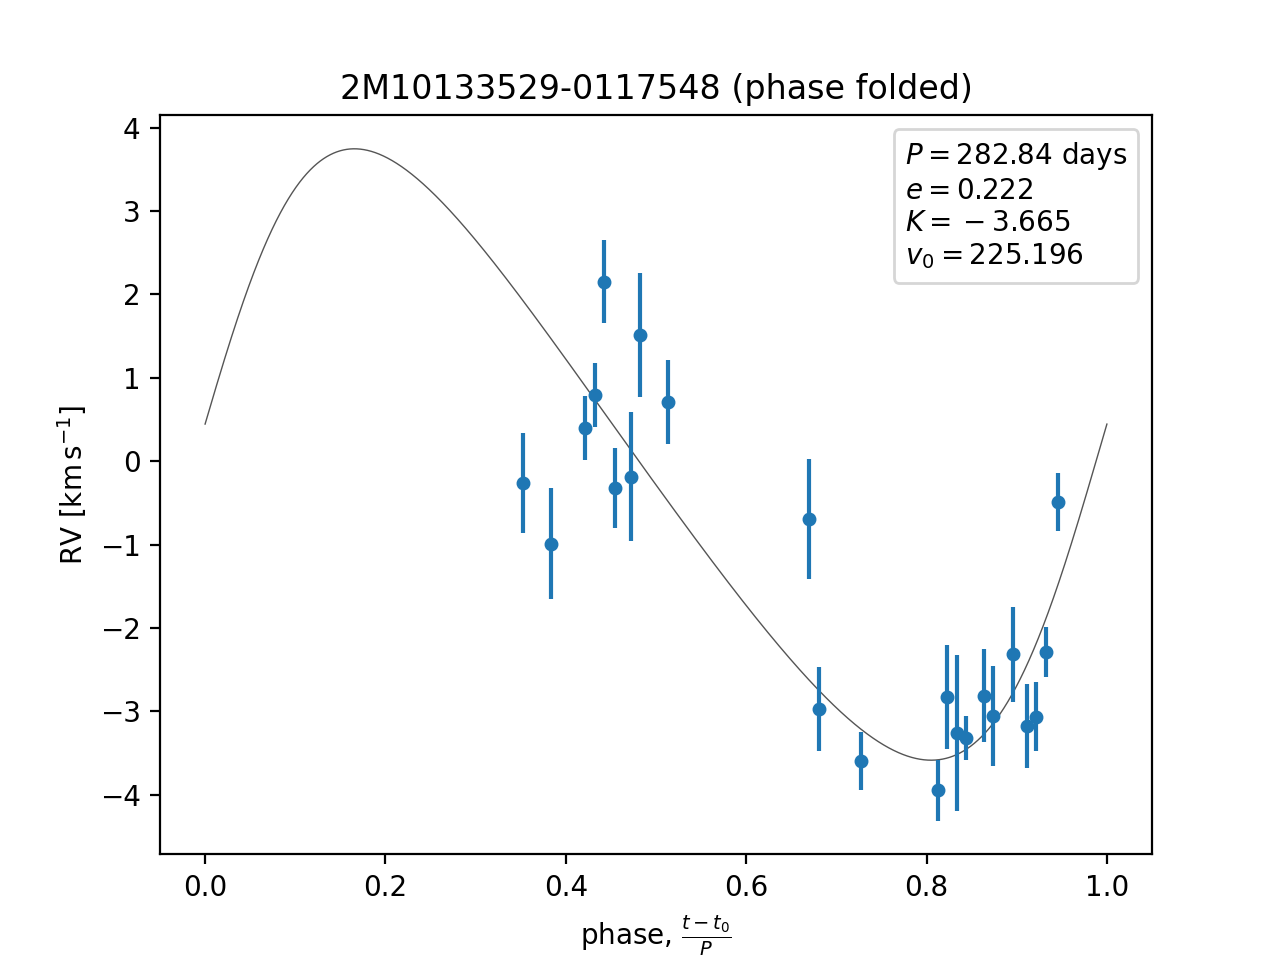 2M10133529-0117548 (phase folded)
P = 282.84 days
e = 0.222
K = −3.665
v₀ = 225.196
RV [km s⁻¹]
4
3
2
1
0
−1
−2
−3
−4
0.0 0.2 0.4 0.6 0.8 1.0
phase, (t − t₀)/P